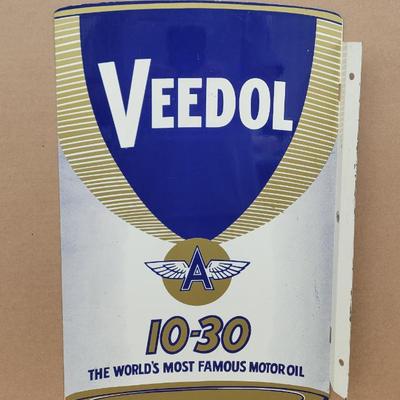 VEEDOL
A
10-30
THE WORLD'S MOST FAMOUS MOTOR OIL